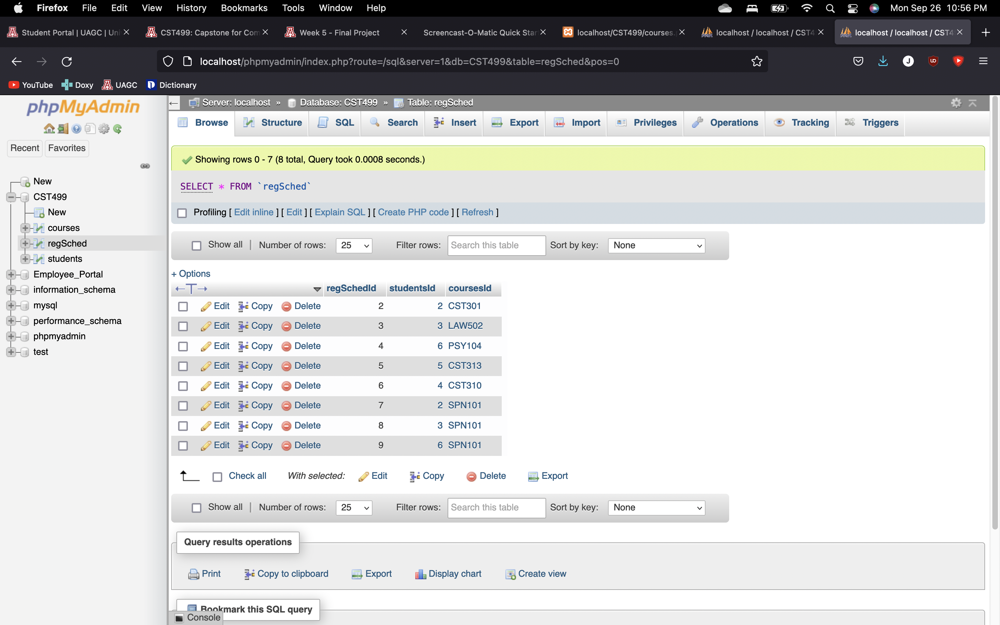 Firefox File Edit View History Bookmarks Tools Window Help Mon Sep 26 10:56 PM
Student Portal | UAGC | Uni CST499: Capstone for Com Week 5 - Final Project Screencast-O-Matic Quick Star localhost/CST499/courses. localhost / localhost / CST4 localhost / localhost / CST4
localhost/phpmyadmin/index.php?route=/sql&server=1&db=CST499&table=regSched&pos=0
YouTube Doxy UAGC Dictionary
phpMyAdmin
Recent Favorites
New
CST499
New
courses
regSched
students
Employee_Portal
information_schema
mysql
performance_schema
phpmyadmin
test
Server: localhost » Database: CST499 » Table: regSched
Browse Structure SQL Search Insert Export Import Privileges Operations Tracking Triggers
Showing rows 0 - 7 (8 total, Query took 0.0008 seconds.)
SELECT * FROM `regSched`
Profiling [ Edit inline ] [ Edit ] [ Explain SQL ] [ Create PHP code ] [ Refresh ]
Show all | Number of rows: 25 Filter rows: Search this table Sort by key: None
+ Options
←T→ regSchedId studentsId coursesId
Edit Copy Delete 2 2 CST301
Edit Copy Delete 3 3 LAW502
Edit Copy Delete 4 6 PSY104
Edit Copy Delete 5 5 CST313
Edit Copy Delete 6 4 CST310
Edit Copy Delete 7 2 SPN101
Edit Copy Delete 8 3 SPN101
Edit Copy Delete 9 6 SPN101
Check all With selected: Edit Copy Delete Export
Show all | Number of rows: 25 Filter rows: Search this table Sort by key: None
Query results operations
Print Copy to clipboard Export Display chart Create view
Bookmark this SQL query
Console